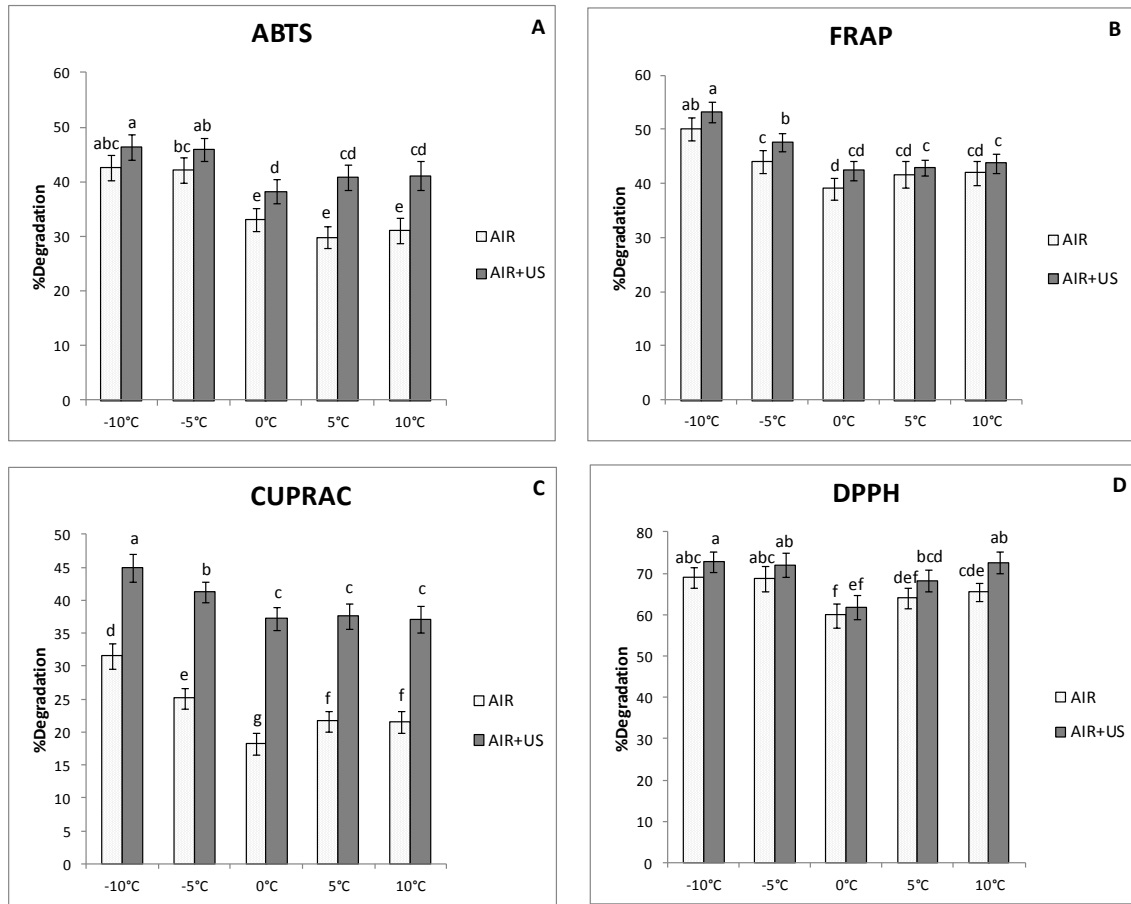 ABTS
A
60
50
40
30
20
10
0
%Degradation
abc
a
bc
ab
e
d
e
cd
e
cd
-10°C
-5°C
0°C
5°C
10°C
AIR
AIR+US
FRAP
B
60
50
40
30
20
10
0
%Degradation
ab
a
c
b
d
cd
cd
c
cd
c
-10°C
-5°C
0°C
5°C
10°C
AIR
AIR+US
CUPRAC
C
50
45
40
35
30
25
20
15
10
5
0
%Degradation
d
a
e
b
g
c
f
c
f
c
-10°C
-5°C
0°C
5°C
10°C
AIR
AIR+US
DPPH
D
80
70
60
50
40
30
20
10
0
%Degradation
abc
a
abc
ab
f
ef
def
bcd
cde
ab
-10°C
-5°C
0°C
5°C
10°C
AIR
AIR+US